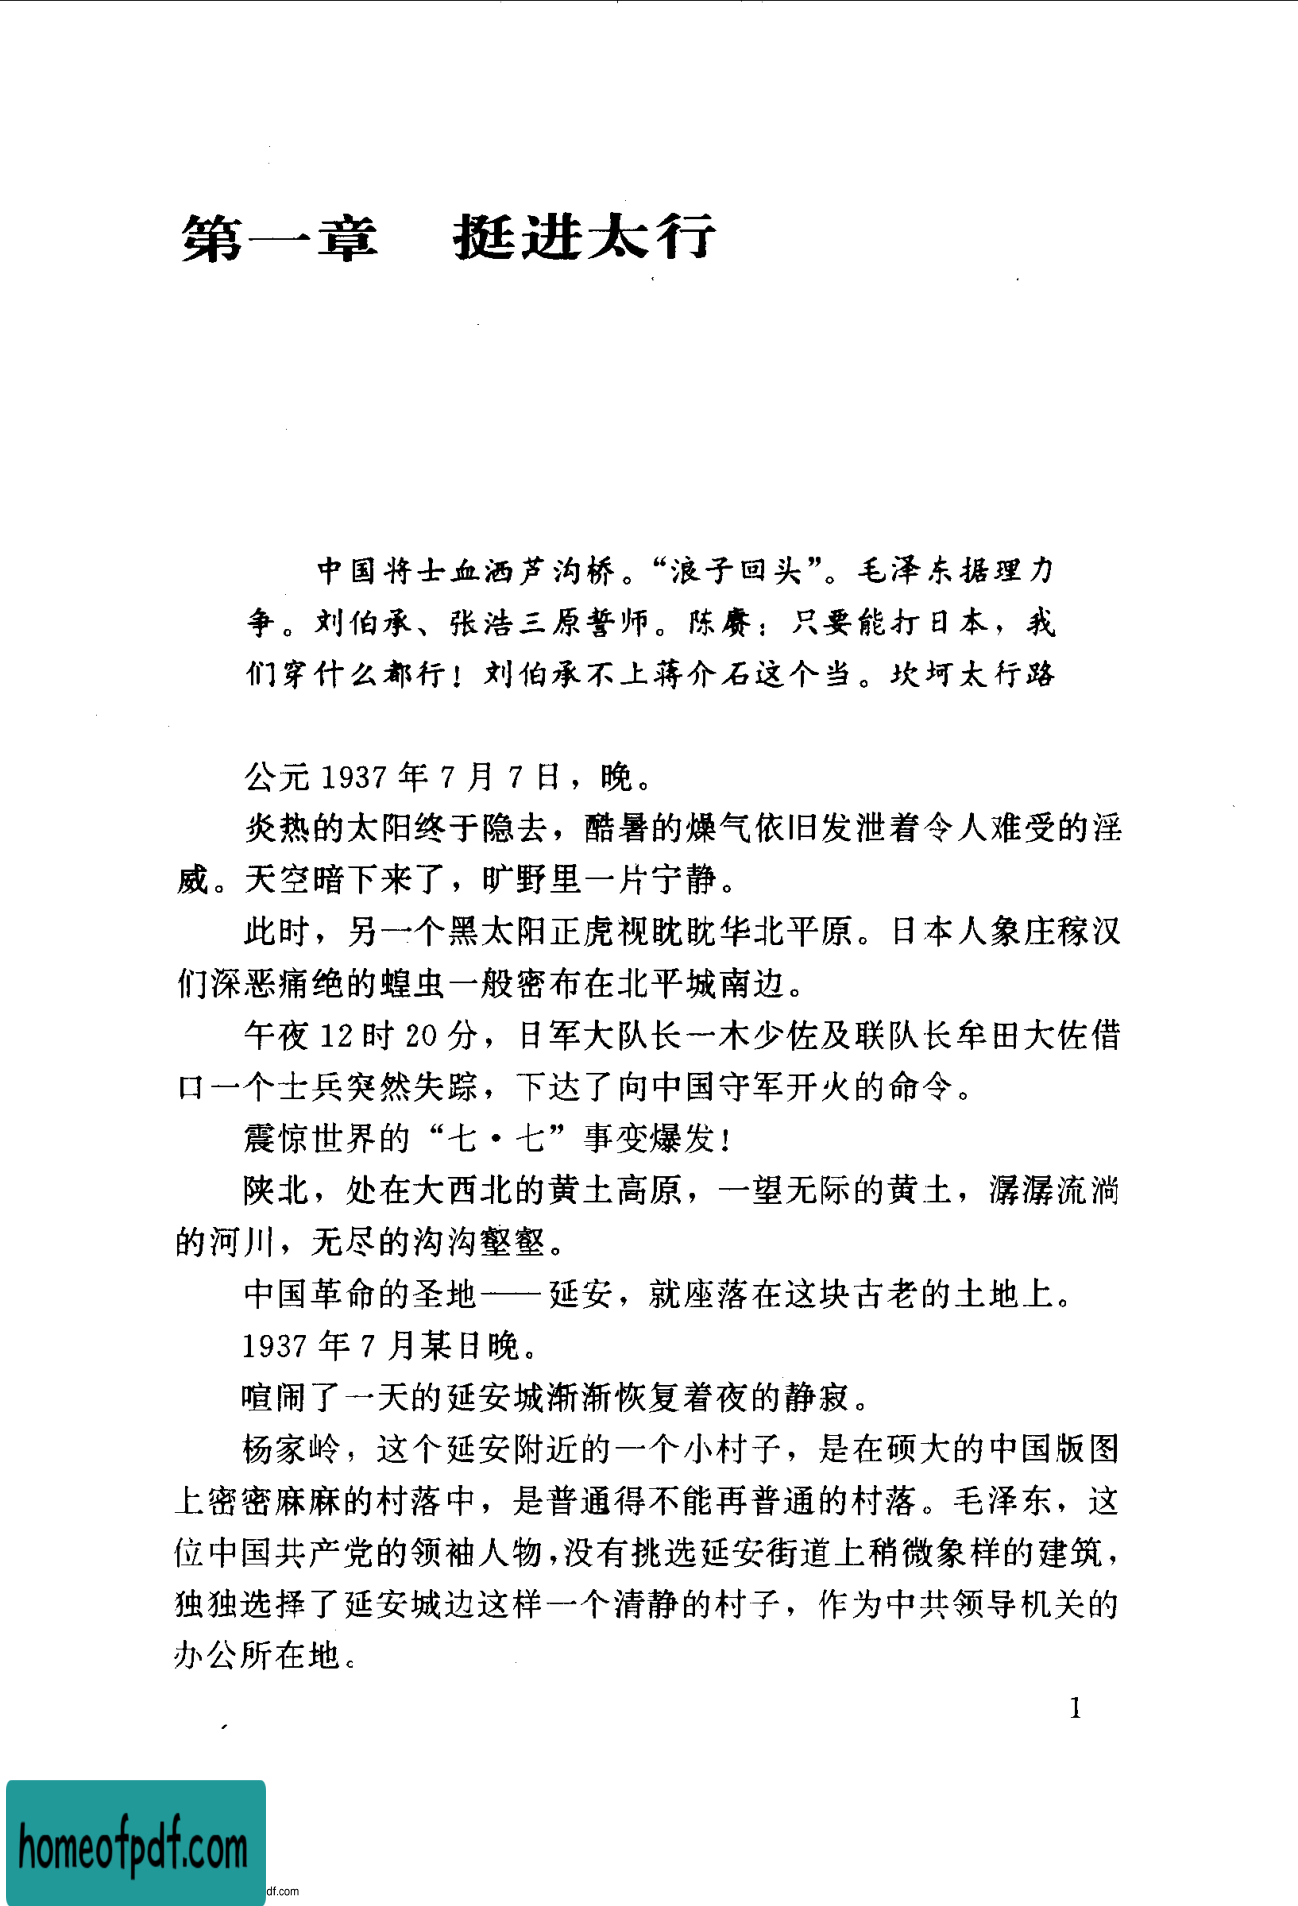 第一章　挺进太行
中国将士血洒芦沟桥。“浪子回头”。毛泽东据理力
争。刘伯承、张浩三原誓师。陈赓：只要能打日本，我
们穿什么都行！刘伯承不上蒋介石这个当。坎坷太行路
公元 1937 年 7 月 7 日，晚。
炎热的太阳终于隐去，酷暑的燥气依旧发泄着令人难受的淫
威。天空暗下来了，旷野里一片宁静。
此时，另一个黑太阳正虎视眈眈华北平原。日本人象庄稼汉
们深恶痛绝的蝗虫一般密布在北平城南边。
午夜 12 时 20 分，日军大队长一木少佐及联队长牟田大佐借
口一个士兵突然失踪，下达了向中国守军开火的命令。
震惊世界的“七·七”事变爆发！
陕北，处在大西北的黄土高原，一望无际的黄土，潺潺流淌
的河川，无尽的沟沟壑壑。
中国革命的圣地——延安，就座落在这块古老的土地上。
1937 年 7 月某日晚。
喧闹了一天的延安城渐渐恢复着夜的静寂。
杨家岭，这个延安附近的一个小村子，是在硕大的中国版图
上密密麻麻的村落中，是普通得不能再普通的村落。毛泽东，这
位中国共产党的领袖人物，没有挑选延安街道上稍微象样的建筑，
独独选择了延安城边这样一个清静的村子，作为中共领导机关的
办公所在地。
1
homeofpdf.com
df.com